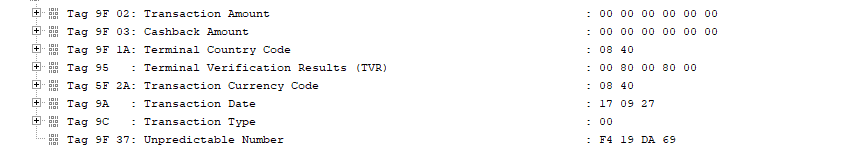 Tag 9F 02: Transaction Amount : 00 00 00 00 00 00
Tag 9F 03: Cashback Amount : 00 00 00 00 00 00
Tag 9F 1A: Terminal Country Code : 08 40
Tag 95 : Terminal Verification Results (TVR) : 00 80 00 80 00
Tag 5F 2A: Transaction Currency Code : 08 40
Tag 9A : Transaction Date : 17 09 27
Tag 9C : Transaction Type : 00
Tag 9F 37: Unpredictable Number : F4 19 DA 69